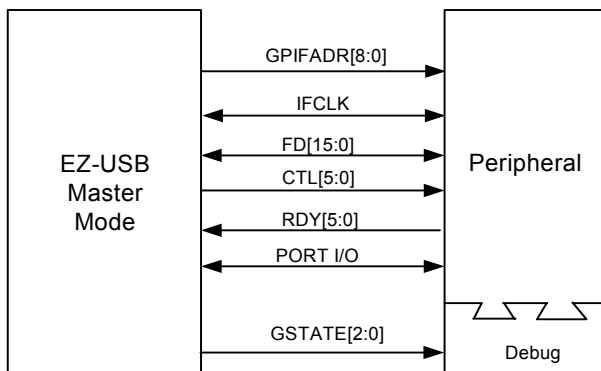 GPIFADR[8:0]
IFCLK
FD[15:0]
EZ-USB
Master
Mode
CTL[5:0]
Peripheral
RDY[5:0]
PORT I/O
GSTATE[2:0]
Debug